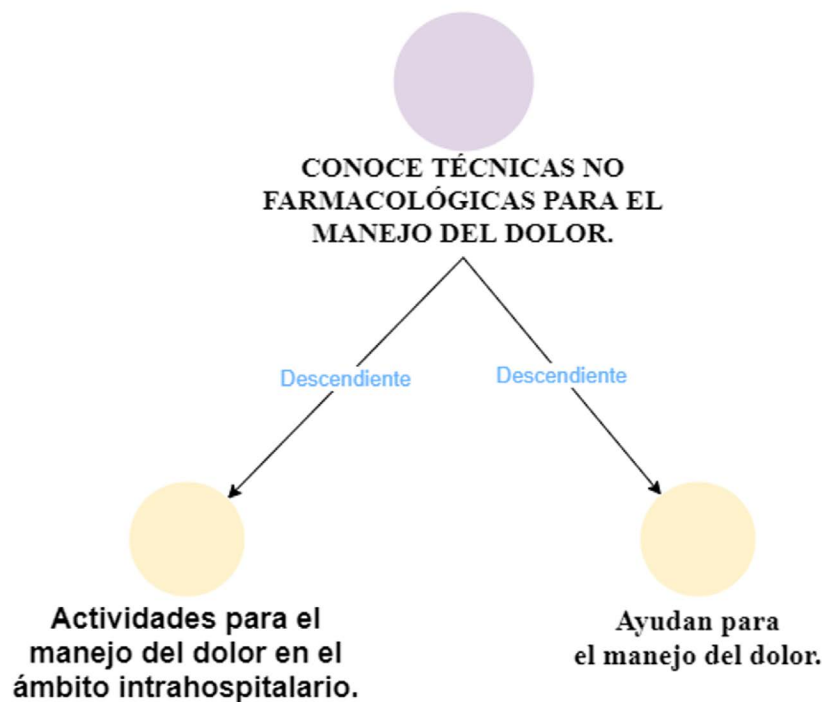 CONOCE TÉCNICAS NO
FARMACOLÓGICAS PARA EL
MANEJO DEL DOLOR.
Descendiente
Descendiente
Actividades para el
manejo del dolor en el
ámbito intrahospitalario.
Ayudan para
el manejo del dolor.